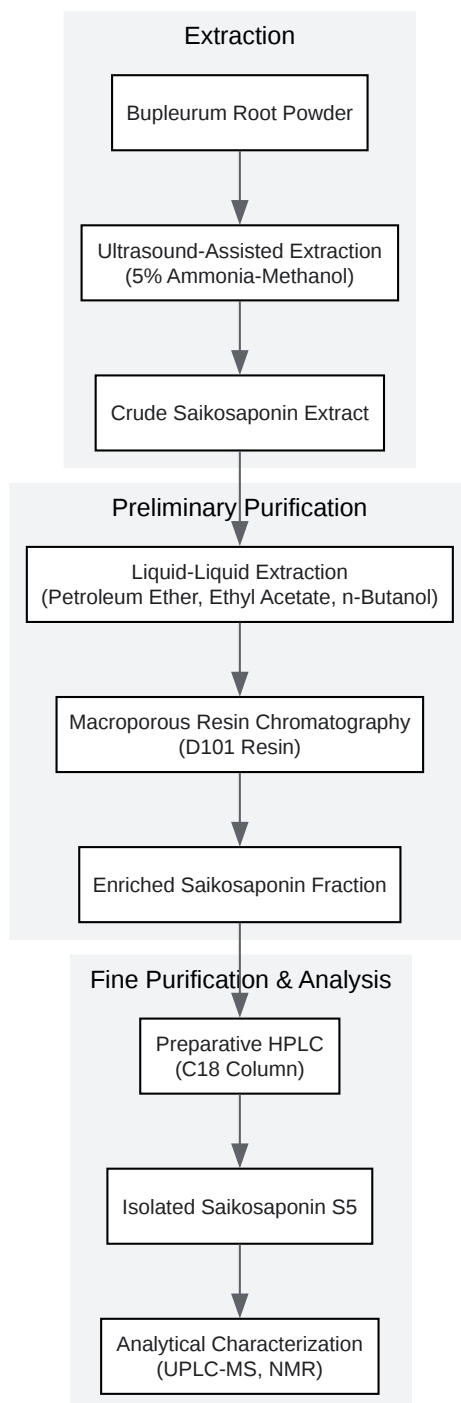 Extraction
Bupleurum Root Powder
Ultrasound-Assisted Extraction
(5% Ammonia-Methanol)
Crude Saikosaponin Extract
Preliminary Purification
Liquid-Liquid Extraction
(Petroleum Ether, Ethyl Acetate, n-Butanol)
Macroporous Resin Chromatography
(D101 Resin)
Enriched Saikosaponin Fraction
Fine Purification & Analysis
Preparative HPLC
(C18 Column)
Isolated Saikosaponin S5
Analytical Characterization
(UPLC-MS, NMR)